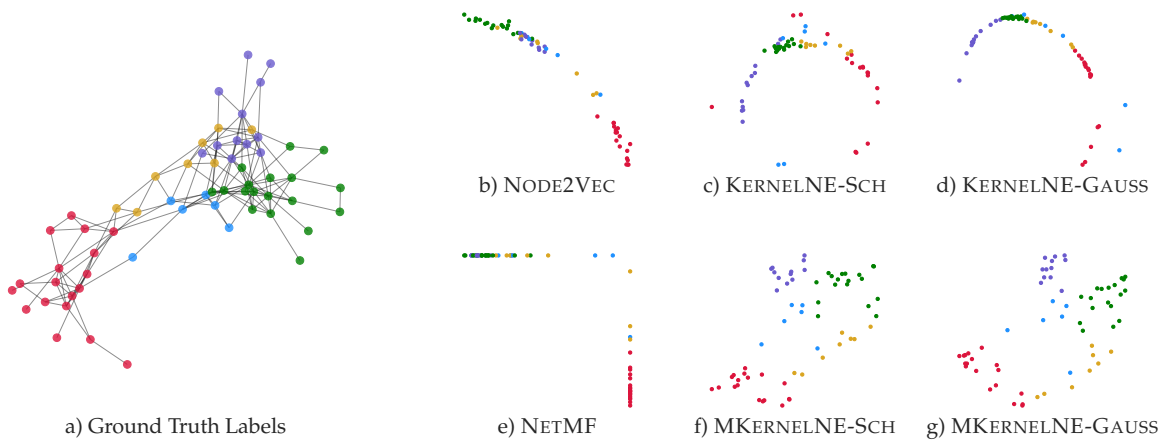 b) NODE2VEC
c) KERNELNE-SCH
d) KERNELNE-GAUSS
a) Ground Truth Labels
e) NETMF
f) MKERNELNE-SCH
g) MKERNELNE-GAUSS